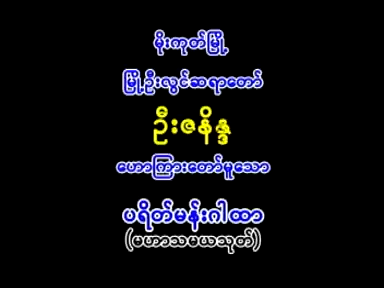 မိုးကုတ်မြို့
မြို့ဦးလွင်ဆရာတော်
ဦးဇနိန္ဒ
ဟောကြားတော်မူသော
ပရိတ်မန်းဂါထာ
(မဟာသမယသုတ်)